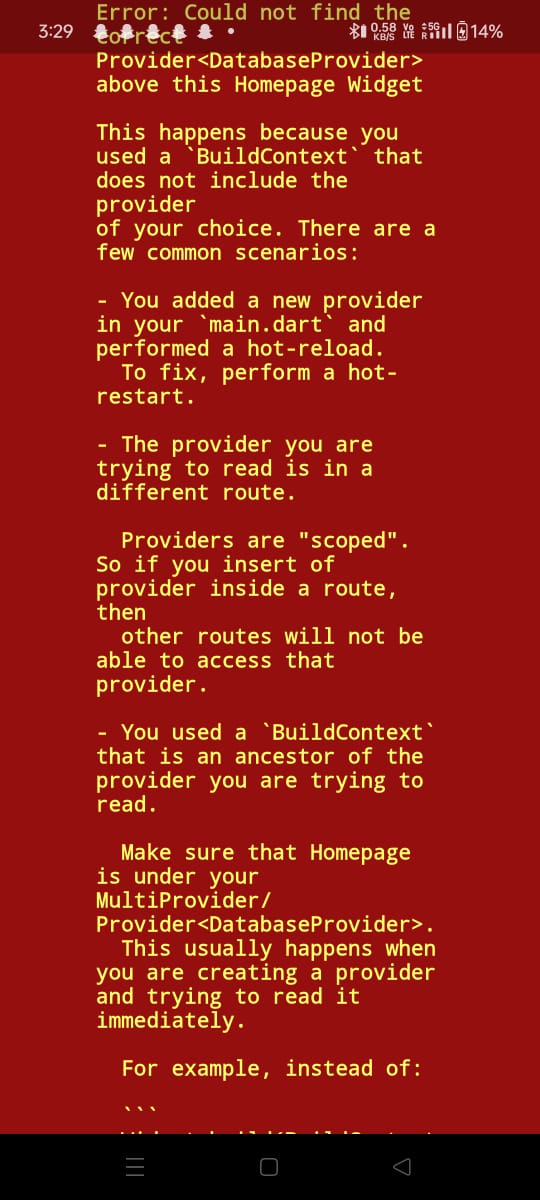 Error: Could not find the
3:29
0.58 KB/S
Vo LTE
5G
R
14%
correct
Provider<DatabaseProvider>
above this Homepage Widget
This happens because you
used a `BuildContext` that
does not include the
provider
of your choice. There are a
few common scenarios:
- You added a new provider
in your `main.dart` and
performed a hot-reload.
To fix, perform a hot-
restart.
- The provider you are
trying to read is in a
different route.
Providers are "scoped".
So if you insert of
provider inside a route,
then
other routes will not be
able to access that
provider.
- You used a `BuildContext`
that is an ancestor of the
provider you are trying to
read.
Make sure that Homepage
is under your
MultiProvider/
Provider<DatabaseProvider>.
This usually happens when
you are creating a provider
and trying to read it
immediately.
For example, instead of:
```